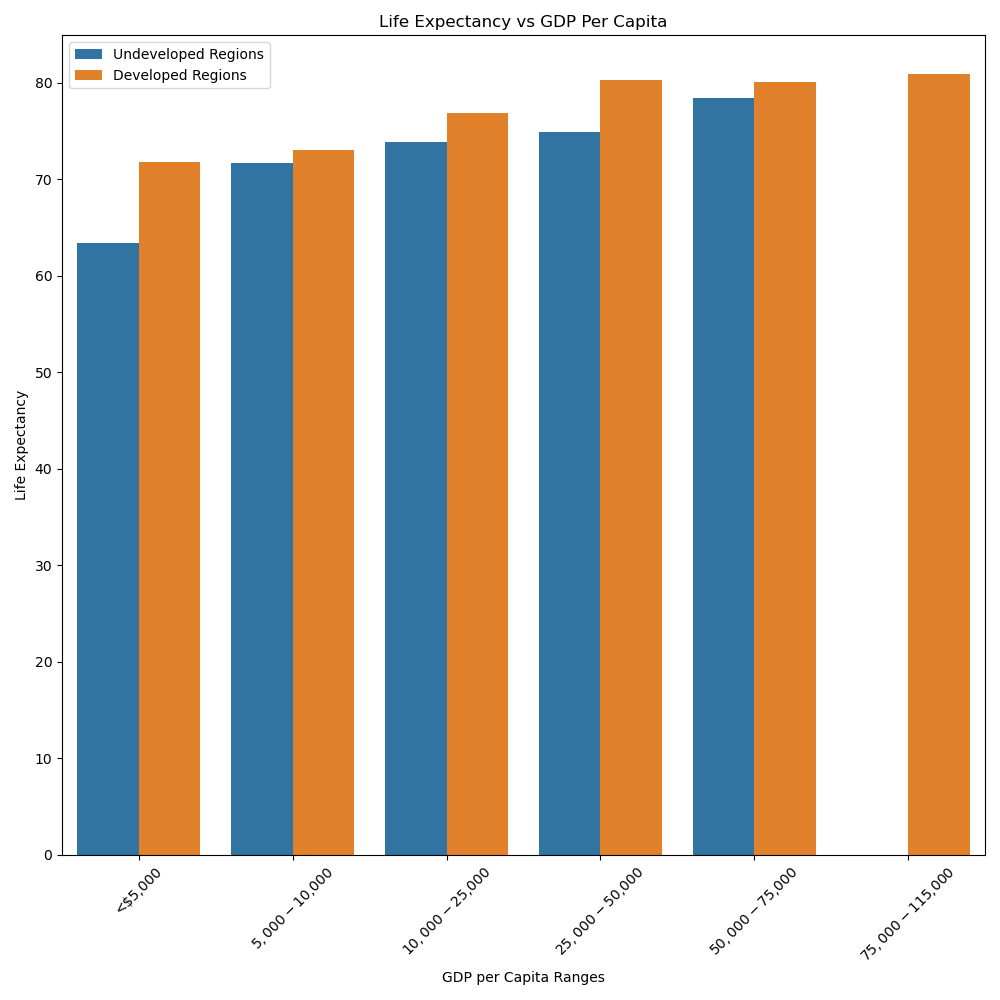 Life Expectancy vs GDP Per Capita
Undeveloped Regions
Developed Regions
Life Expectancy
80
70
60
50
40
30
20
10
0
<$5,000
5,000 − 10,000
10,000 − 25,000
25,000 − 50,000
50,000 − 75,000
75,000 − 115,000
GDP per Capita Ranges